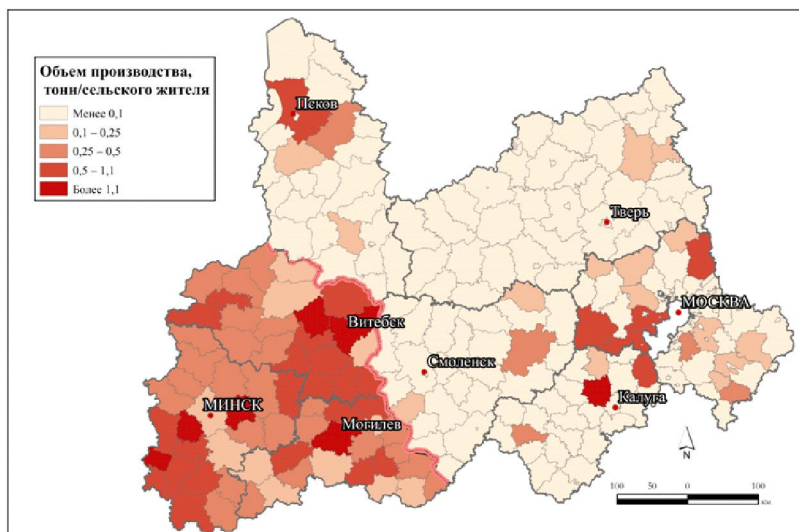 Объем производства,
тонн/сельского жителя
Менее 0,1
0,1 – 0,25
0,25 – 0,5
0,5 – 1,1
Более 1,1
Псков
Тверь
МОСКВА
Витебск
Смоленск
Калуга
МИНСК
Могилев
N
100 50 0 100
км